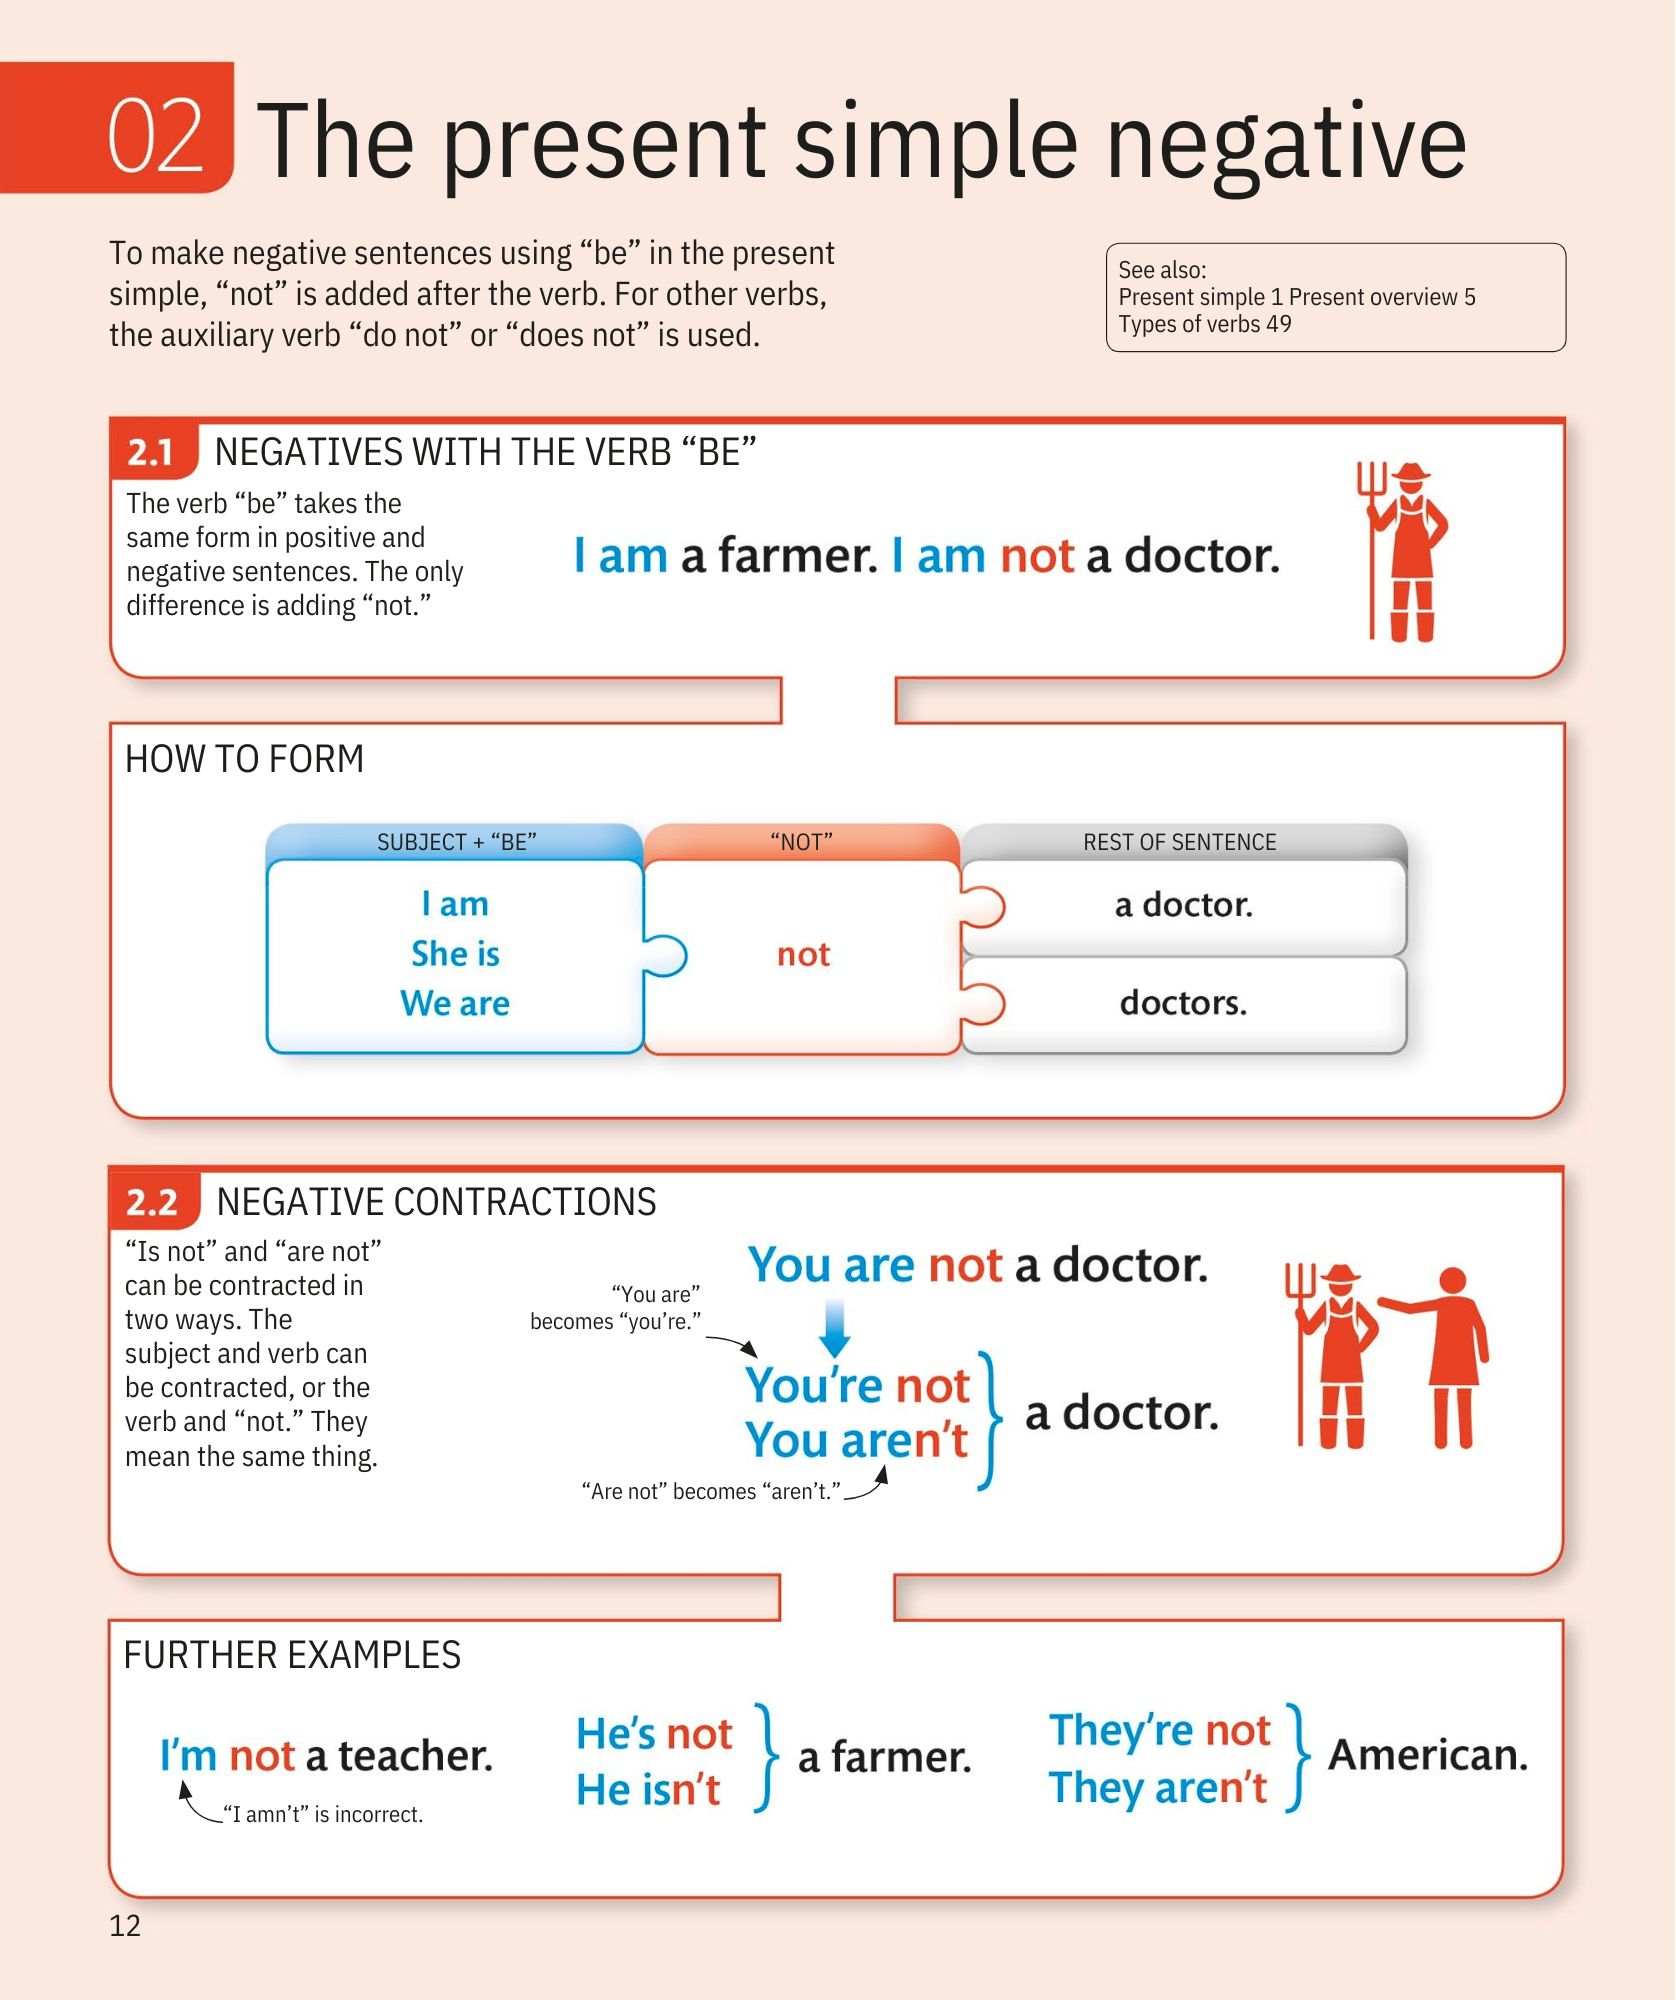 02 The present simple negative
To make negative sentences using “be” in the present
simple, “not” is added after the verb. For other verbs,
the auxiliary verb “do not” or “does not” is used.
See also:
Present simple 1 Present overview 5
Types of verbs 49
2.1 NEGATIVES WITH THE VERB “BE”
The verb “be” takes the
same form in positive and
negative sentences. The only
difference is adding “not.”
I am a farmer. I am not a doctor.
HOW TO FORM
SUBJECT + “BE” “NOT” REST OF SENTENCE
I am
She is
We are
not
a doctor.
doctors.
2.2 NEGATIVE CONTRACTIONS
“Is not” and “are not”
can be contracted in
two ways. The
subject and verb can
be contracted, or the
verb and “not.” They
mean the same thing.
You are not a doctor.
“You are”
becomes “you’re.”
You’re not
You aren’t
a doctor.
“Are not” becomes “aren’t.”
FURTHER EXAMPLES
I’m not a teacher.
“I amn’t” is incorrect.
He’s not
He isn’t
a farmer.
They’re not
They aren’t
American.
12